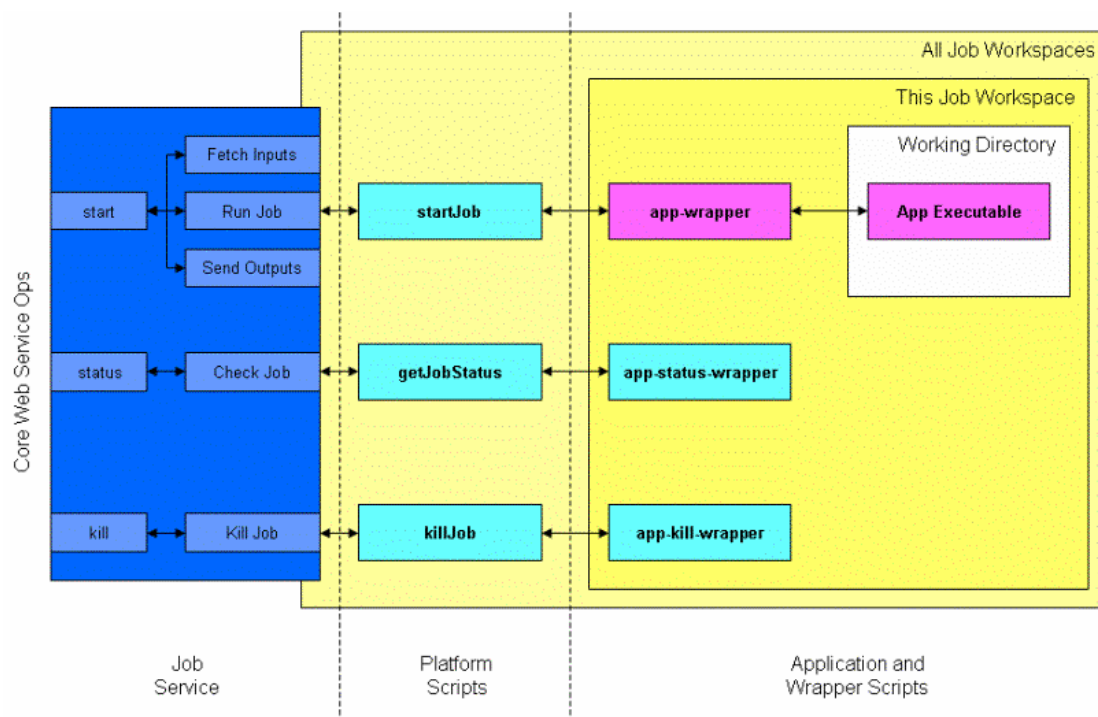 All Job Workspaces
This Job Workspace
Working Directory
Fetch Inputs
start
Run Job
startJob
app-wrapper
App Executable
Send Outputs
Core Web Service Ops
status
Check Job
getJobStatus
app-status-wrapper
kill
Kill Job
killJob
app-kill-wrapper
Job
Service
Platform
Scripts
Application and
Wrapper Scripts